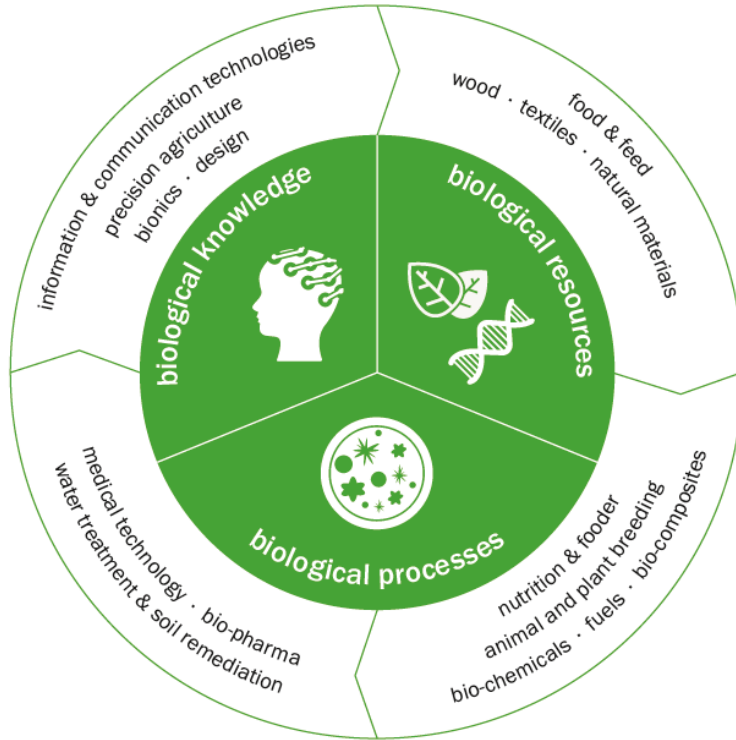 information & communication technologies
precision agriculture
bionics · design
food & feed
wood · textiles · natural materials
biological knowledge
biological resources
biological processes
medical technology · bio-pharma
water treatment & soil remediation
nutrition & fooder
animal and plant breeding
bio-chemicals · fuels · bio-composites